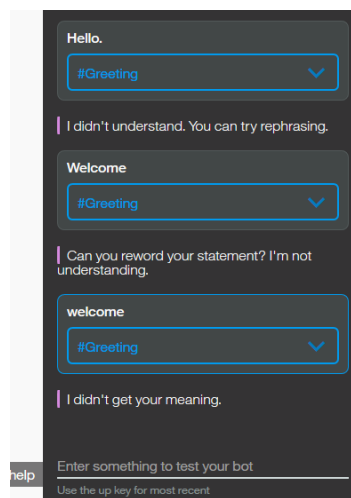 Hello.
#Greeting
I didn't understand. You can try rephrasing.
Welcome
#Greeting
Can you reword your statement? I'm not
understanding.
welcome
#Greeting
I didn't get your meaning.
help
Enter something to test your bot
Use the up key for most recent